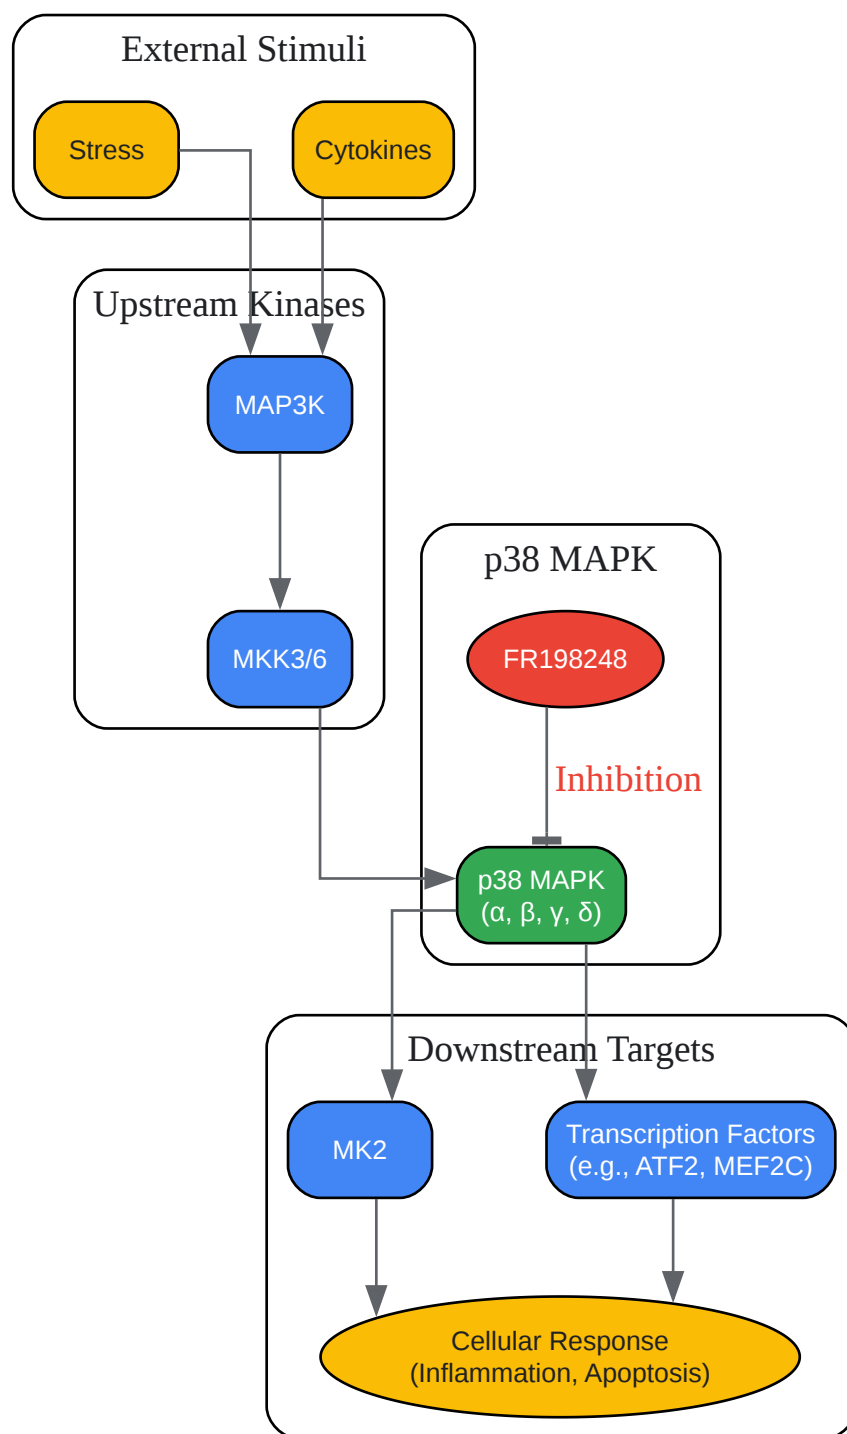 External Stimuli
Stress
Cytokines
Upstream Kinases
MAP3K
MKK3/6
p38 MAPK
FR198248
Inhibition
p38 MAPK
(α, β, γ, δ)
Downstream Targets
MK2
Transcription Factors
(e.g., ATF2, MEF2C)
Cellular Response
(Inflammation, Apoptosis)